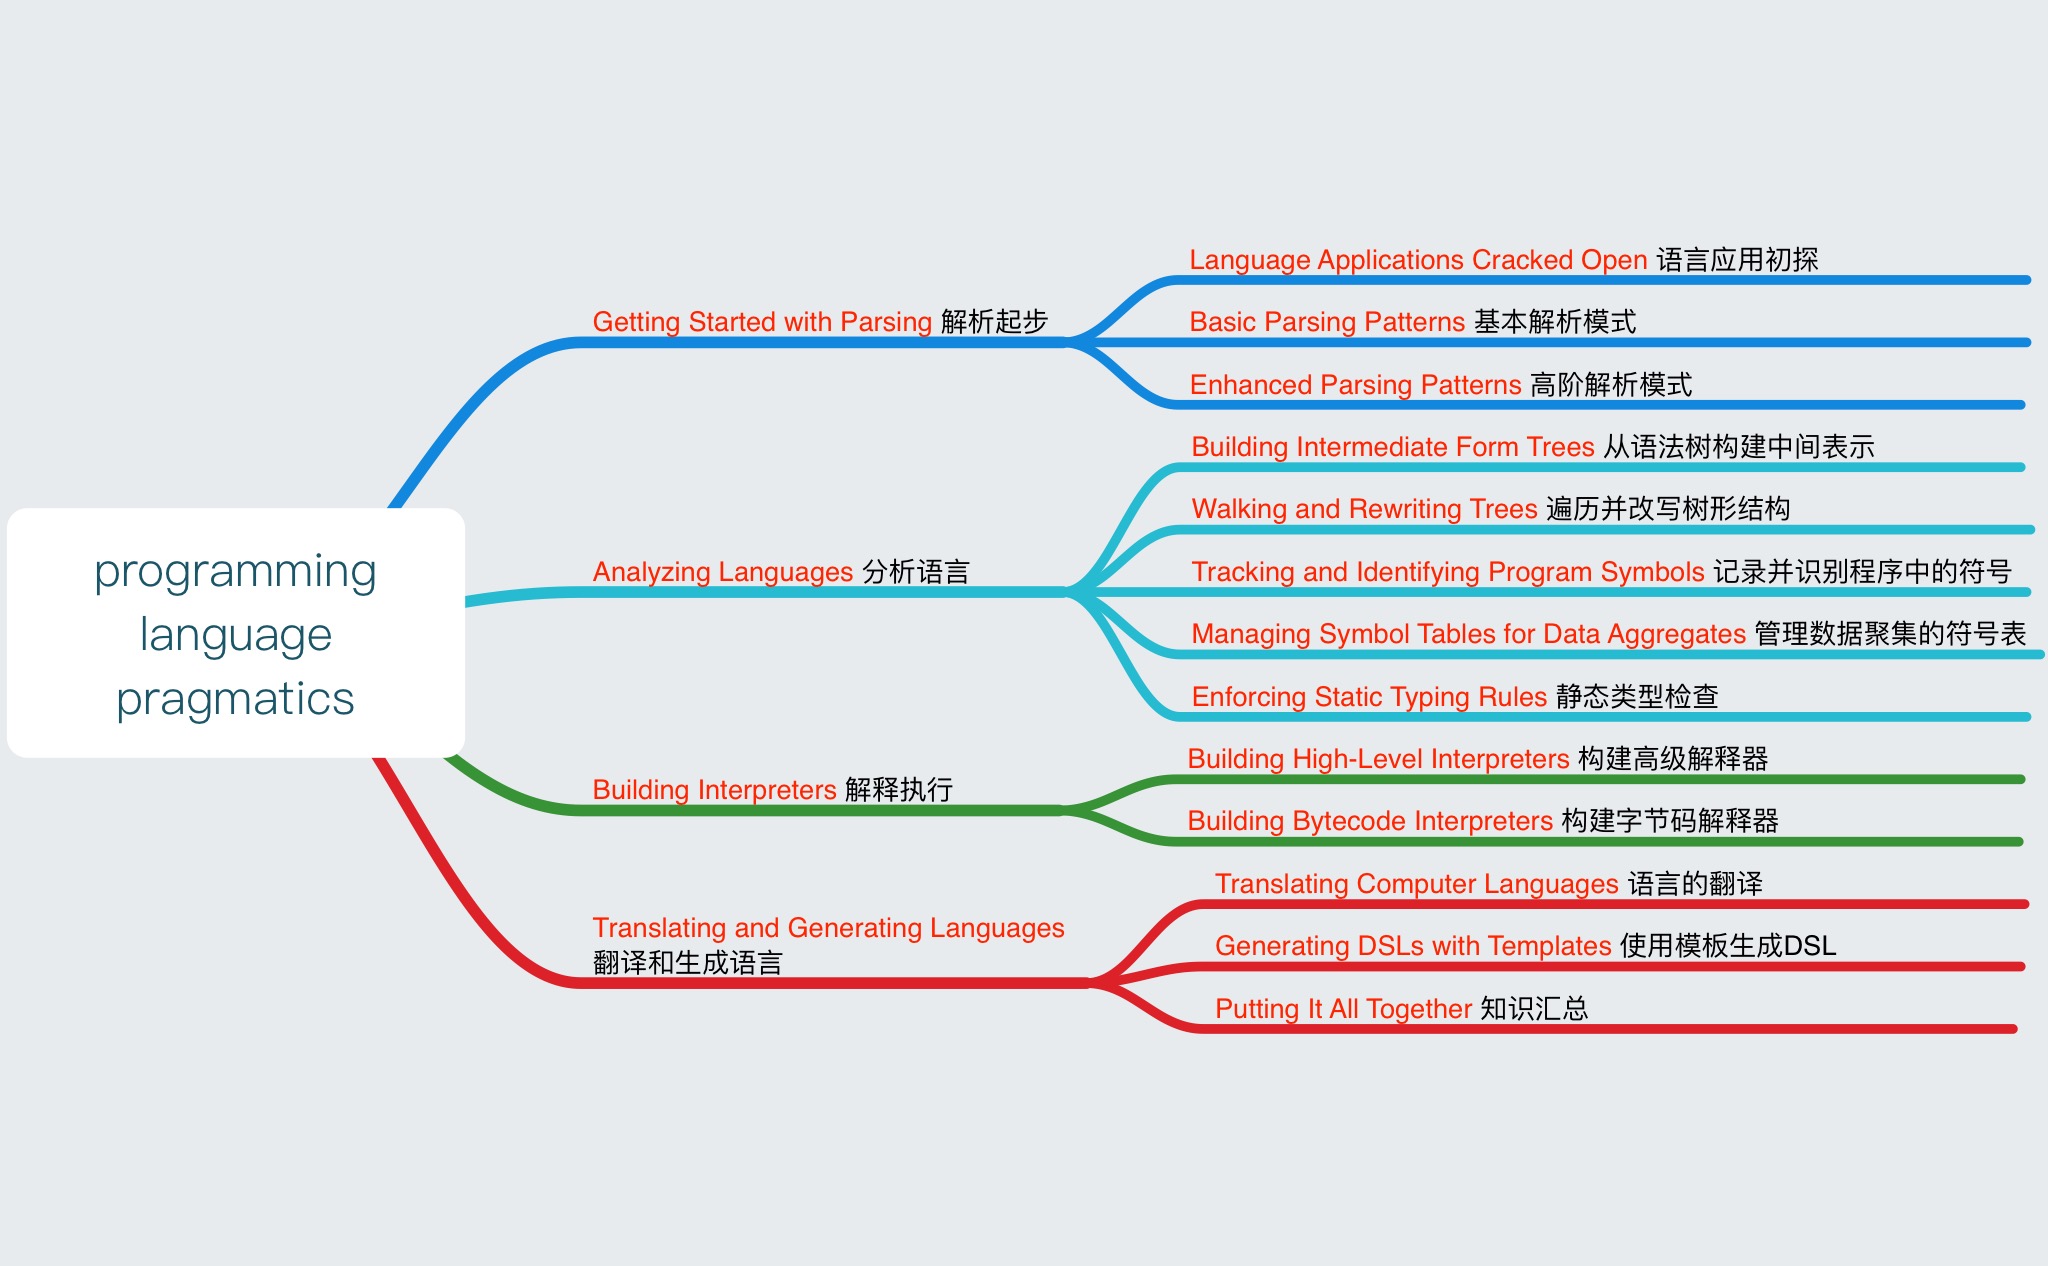 programming
language
pragmatics
Getting Started with Parsing 解析起步
Language Applications Cracked Open 语言应用初探
Basic Parsing Patterns 基本解析模式
Enhanced Parsing Patterns 高阶解析模式
Analyzing Languages 分析语言
Building Intermediate Form Trees 从语法树构建中间表示
Walking and Rewriting Trees 遍历并改写树形结构
Tracking and Identifying Program Symbols 记录并识别程序中的符号
Managing Symbol Tables for Data Aggregates 管理数据聚集的符号表
Enforcing Static Typing Rules 静态类型检查
Building Interpreters 解释执行
Building High-Level Interpreters 构建高级解释器
Building Bytecode Interpreters 构建字节码解释器
Translating and Generating Languages
翻译和生成语言
Translating Computer Languages 语言的翻译
Generating DSLs with Templates 使用模板生成DSL
Putting It All Together 知识汇总